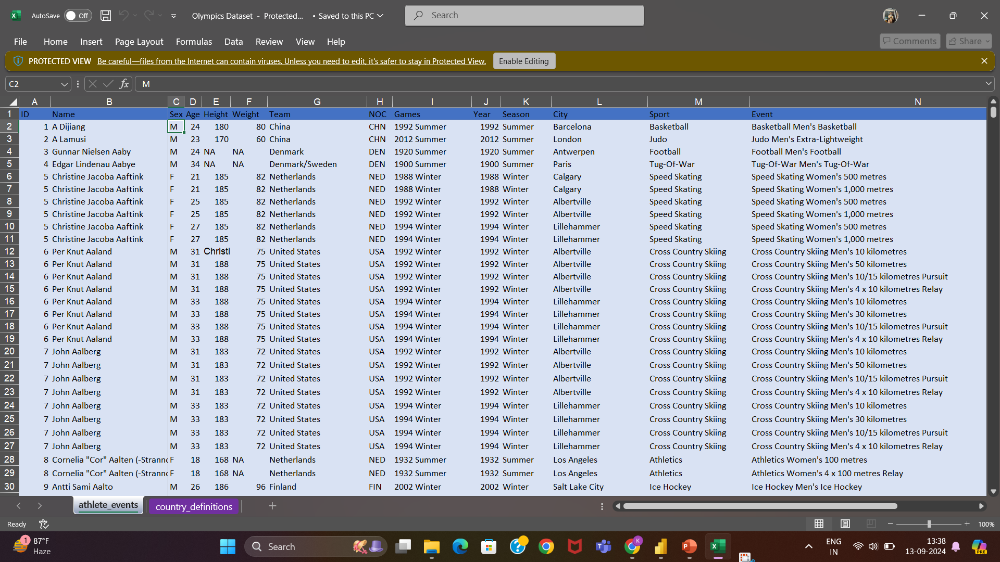 AutoSave Off Olympics Dataset - Protected... • Saved to this PC Search
File Home Insert Page Layout Formulas Data Review View Help Comments Share
PROTECTED VIEW Be careful—files from the Internet can contain viruses. Unless you need to edit, it's safer to stay in Protected View. Enable Editing
C2 fx M
A B C D E F G H I J K L M N
1 ID Name Sex Age Height Weight Team NOC Games Year Season City Sport Event
2 1 A Dijiang M 24 180 80 China CHN 1992 Summer 1992 Summer Barcelona Basketball Basketball Men's Basketball
3 2 A Lamusi M 23 170 60 China CHN 2012 Summer 2012 Summer London Judo Judo Men's Extra-Lightweight
4 3 Gunnar Nielsen Aaby M 24 NA NA Denmark DEN 1920 Summer 1920 Summer Antwerpen Football Football Men's Football
5 4 Edgar Lindenau Aabye M 34 NA NA Denmark/Sweden DEN 1900 Summer 1900 Summer Paris Tug-Of-War Tug-Of-War Men's Tug-Of-War
6 5 Christine Jacoba Aaftink F 21 185 82 Netherlands NED 1988 Winter 1988 Winter Calgary Speed Skating Speed Skating Women's 500 metres
7 5 Christine Jacoba Aaftink F 21 185 82 Netherlands NED 1988 Winter 1988 Winter Calgary Speed Skating Speed Skating Women's 1,000 metres
8 5 Christine Jacoba Aaftink F 25 185 82 Netherlands NED 1992 Winter 1992 Winter Albertville Speed Skating Speed Skating Women's 500 metres
9 5 Christine Jacoba Aaftink F 25 185 82 Netherlands NED 1992 Winter 1992 Winter Albertville Speed Skating Speed Skating Women's 1,000 metres
10 5 Christine Jacoba Aaftink F 27 185 82 Netherlands NED 1994 Winter 1994 Winter Lillehammer Speed Skating Speed Skating Women's 500 metres
11 5 Christine Jacoba Aaftink F 27 185 82 Netherlands NED 1994 Winter 1994 Winter Lillehammer Speed Skating Speed Skating Women's 1,000 metres
12 6 Per Knut Aaland M 31 Christi 75 United States USA 1992 Winter 1992 Winter Albertville Cross Country Skiing Cross Country Skiing Men's 10 kilometres
13 6 Per Knut Aaland M 31 188 75 United States USA 1992 Winter 1992 Winter Albertville Cross Country Skiing Cross Country Skiing Men's 50 kilometres
14 6 Per Knut Aaland M 31 188 75 United States USA 1992 Winter 1992 Winter Albertville Cross Country Skiing Cross Country Skiing Men's 10/15 kilometres Pursuit
15 6 Per Knut Aaland M 31 188 75 United States USA 1992 Winter 1992 Winter Albertville Cross Country Skiing Cross Country Skiing Men's 4 x 10 kilometres Relay
16 6 Per Knut Aaland M 33 188 75 United States USA 1994 Winter 1994 Winter Lillehammer Cross Country Skiing Cross Country Skiing Men's 10 kilometres
17 6 Per Knut Aaland M 33 188 75 United States USA 1994 Winter 1994 Winter Lillehammer Cross Country Skiing Cross Country Skiing Men's 30 kilometres
18 6 Per Knut Aaland M 33 188 75 United States USA 1994 Winter 1994 Winter Lillehammer Cross Country Skiing Cross Country Skiing Men's 10/15 kilometres Pursuit
19 6 Per Knut Aaland M 33 188 75 United States USA 1994 Winter 1994 Winter Lillehammer Cross Country Skiing Cross Country Skiing Men's 4 x 10 kilometres Relay
20 7 John Aalberg M 31 183 72 United States USA 1992 Winter 1992 Winter Albertville Cross Country Skiing Cross Country Skiing Men's 10 kilometres
21 7 John Aalberg M 31 183 72 United States USA 1992 Winter 1992 Winter Albertville Cross Country Skiing Cross Country Skiing Men's 50 kilometres
22 7 John Aalberg M 31 183 72 United States USA 1992 Winter 1992 Winter Albertville Cross Country Skiing Cross Country Skiing Men's 10/15 kilometres Pursuit
23 7 John Aalberg M 31 183 72 United States USA 1992 Winter 1992 Winter Albertville Cross Country Skiing Cross Country Skiing Men's 4 x 10 kilometres Relay
24 7 John Aalberg M 33 183 72 United States USA 1994 Winter 1994 Winter Lillehammer Cross Country Skiing Cross Country Skiing Men's 10 kilometres
25 7 John Aalberg M 33 183 72 United States USA 1994 Winter 1994 Winter Lillehammer Cross Country Skiing Cross Country Skiing Men's 30 kilometres
26 7 John Aalberg M 33 183 72 United States USA 1994 Winter 1994 Winter Lillehammer Cross Country Skiing Cross Country Skiing Men's 10/15 kilometres Pursuit
27 7 John Aalberg M 33 183 72 United States USA 1994 Winter 1994 Winter Lillehammer Cross Country Skiing Cross Country Skiing Men's 4 x 10 kilometres Relay
28 8 Cornelia "Cor" Aalten (-Stranno F 18 168 NA Netherlands NED 1932 Summer 1932 Summer Los Angeles Athletics Athletics Women's 100 metres
29 8 Cornelia "Cor" Aalten (-Stranno F 18 168 NA Netherlands NED 1932 Summer 1932 Summer Los Angeles Athletics Athletics Women's 4 x 100 metres Relay
30 9 Antti Sami Aalto M 26 186 96 Finland FIN 2002 Winter 2002 Winter Salt Lake City Ice Hockey Ice Hockey Men's Ice Hockey
athlete_events country_definitions
Ready 100%
1 87°F Search K ENG 13:38
Haze IN 13-09-2024 PRE